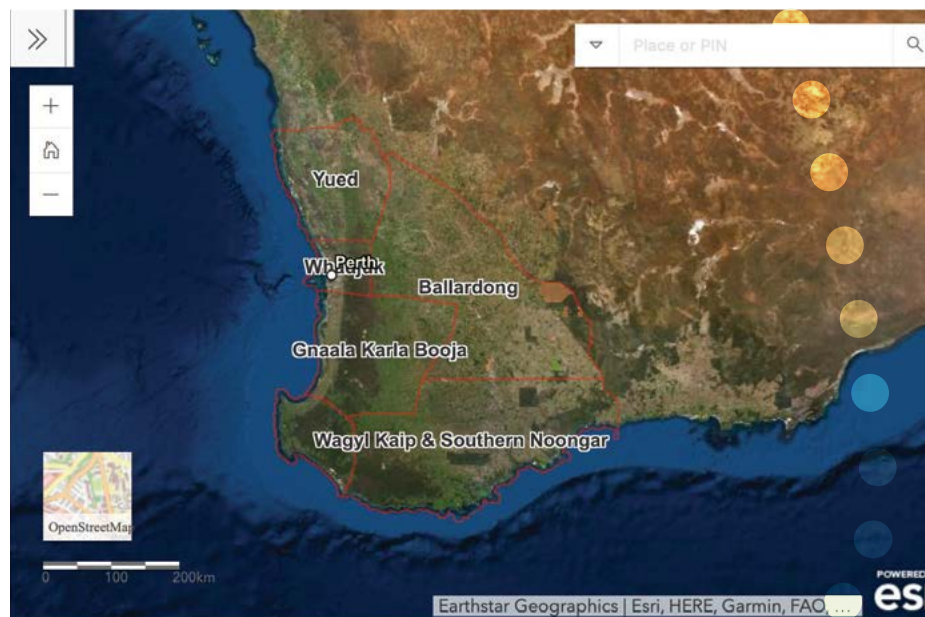 Place or PIN
Yued
Perth
Ballardong
Gnaala Karla Booja
Wagyl Kaip & Southern Noongar
OpenStreetMap
0 100 200km
POWERED
es
Earthstar Geographics | Esri, HERE, Garmin, FAO, ...